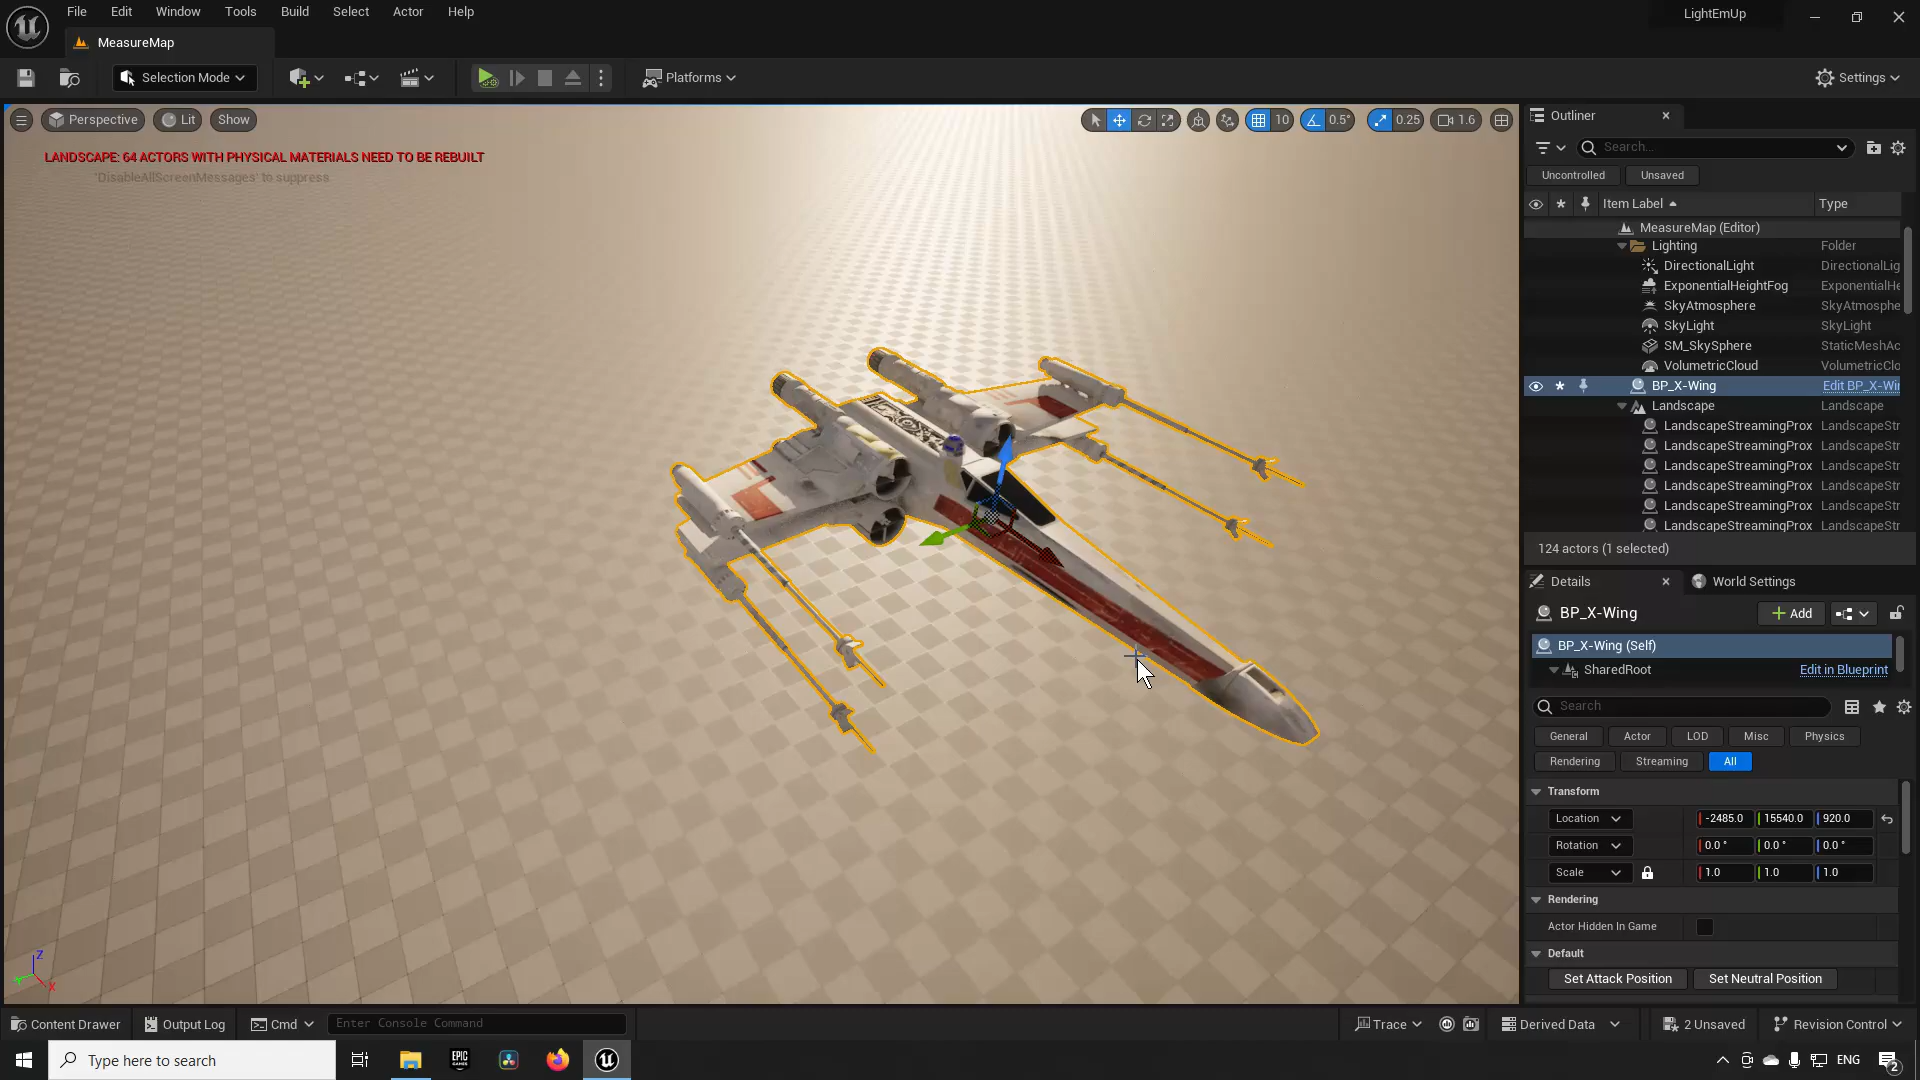 File Edit Window Tools Build Select Actor Help
LightEmUp
MeasureMap
Selection Mode
Platforms
Settings
Perspective Lit Show
10 0.5° 0.25 1.6
LANDSCAPE: 64 ACTORS WITH PHYSICAL MATERIALS NEED TO BE REBUILT
'DisableAllScreenMessages' to suppress
Outliner
Search...
Uncontrolled Unsaved
Item Label Type
MeasureMap (Editor)
Lighting Folder
DirectionalLight DirectionalLig
ExponentialHeightFog ExponentialHe
SkyAtmosphere SkyAtmosphe
SkyLight SkyLight
SM_SkySphere StaticMeshAc
VolumetricCloud VolumetricClo
BP_X-Wing Edit BP_X-Wi
Landscape Landscape
LandscapeStreamingProx LandscapeStr
LandscapeStreamingProx LandscapeStr
LandscapeStreamingProx LandscapeStr
LandscapeStreamingProx LandscapeStr
LandscapeStreamingProx LandscapeStr
LandscapeStreamingProx LandscapeStr
124 actors (1 selected)
Details World Settings
BP_X-Wing Add
BP_X-Wing (Self)
SharedRoot Edit in Blueprint
Search
General Actor LOD Misc Physics
Rendering Streaming All
Transform
Location -2485.0 15540.0 920.0
Rotation 0.0 ° 0.0 ° 0.0 °
Scale 1.0 1.0 1.0
Rendering
Actor Hidden In Game
Default
Set Attack Position Set Neutral Position
Z
X
Content Drawer Output Log Cmd Enter Console Command Trace Derived Data 2 Unsaved Revision Control
Type here to search
EPIC
GAMES
ENG
2